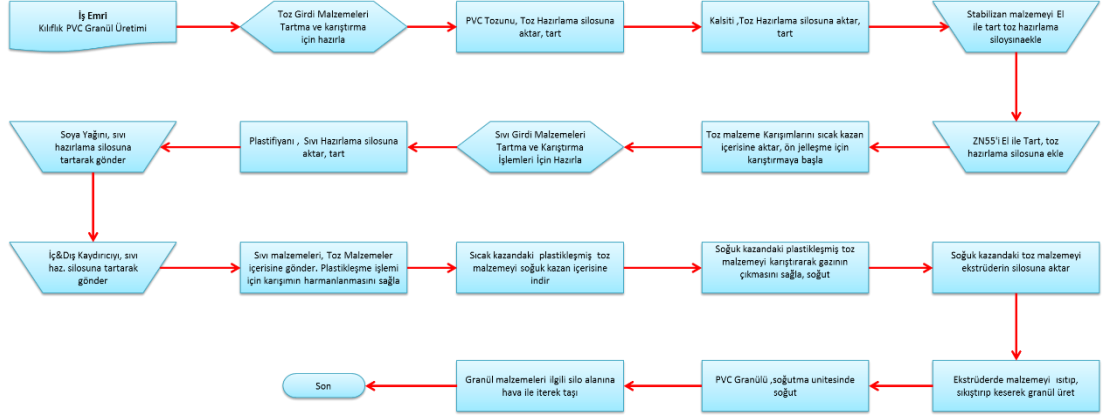 İş Emri
Kılıflık PVC Granül Üretimi
Toz Girdi Malzemeleri
Tartma ve karıştırma
için hazırla
PVC Tozunu, Toz Hazırlama silosuna
aktar, tart
Kalsiti ,Toz Hazırlama silosuna aktar,
tart
Stabilizan malzemeyi El
ile tart toz hazırlama
siloysınaekle
ZN55'i El ile Tart, toz
hazırlama silosuna ekle
Toz malzeme Karışımlarını sıcak kazan
içerisine aktar, ön jelleşme için
karıştırmaya başla
Sıvı Girdi Malzemeleri
Tartma ve Karıştırma
İşlemleri İçin Hazırla
Plastifiyanı , Sıvı Hazırlama silosuna
aktar, tart
Soya Yağını, sıvı
hazırlama silosuna
tartarak gönder
İç&Dış Kaydırıcıyı, sıvı
haz. silosuna tartarak
gönder
Sıvı malzemeleri, Toz Malzemeler
içerisine gönder. Plastikleşme işlemi
için karışımın harmanlanmasını sağla
Sıcak kazandaki plastikleşmiş toz
malzemeyi soğuk kazan içerisine
indir
Soğuk kazandaki plastikleşmiş toz
malzemeyi karıştırarak gazının
çıkmasını sağla, soğut
Soğuk kazandaki toz malzemeyi
ekstrüderin silosuna aktar
Ekstrüderde malzemeyi ısıtıp,
sıkıştırıp keserek granül üret
PVC Granülü ,soğutma unitesinde
soğut
Granül malzemeleri ilgili silo alanına
hava ile iterek taşı
Son